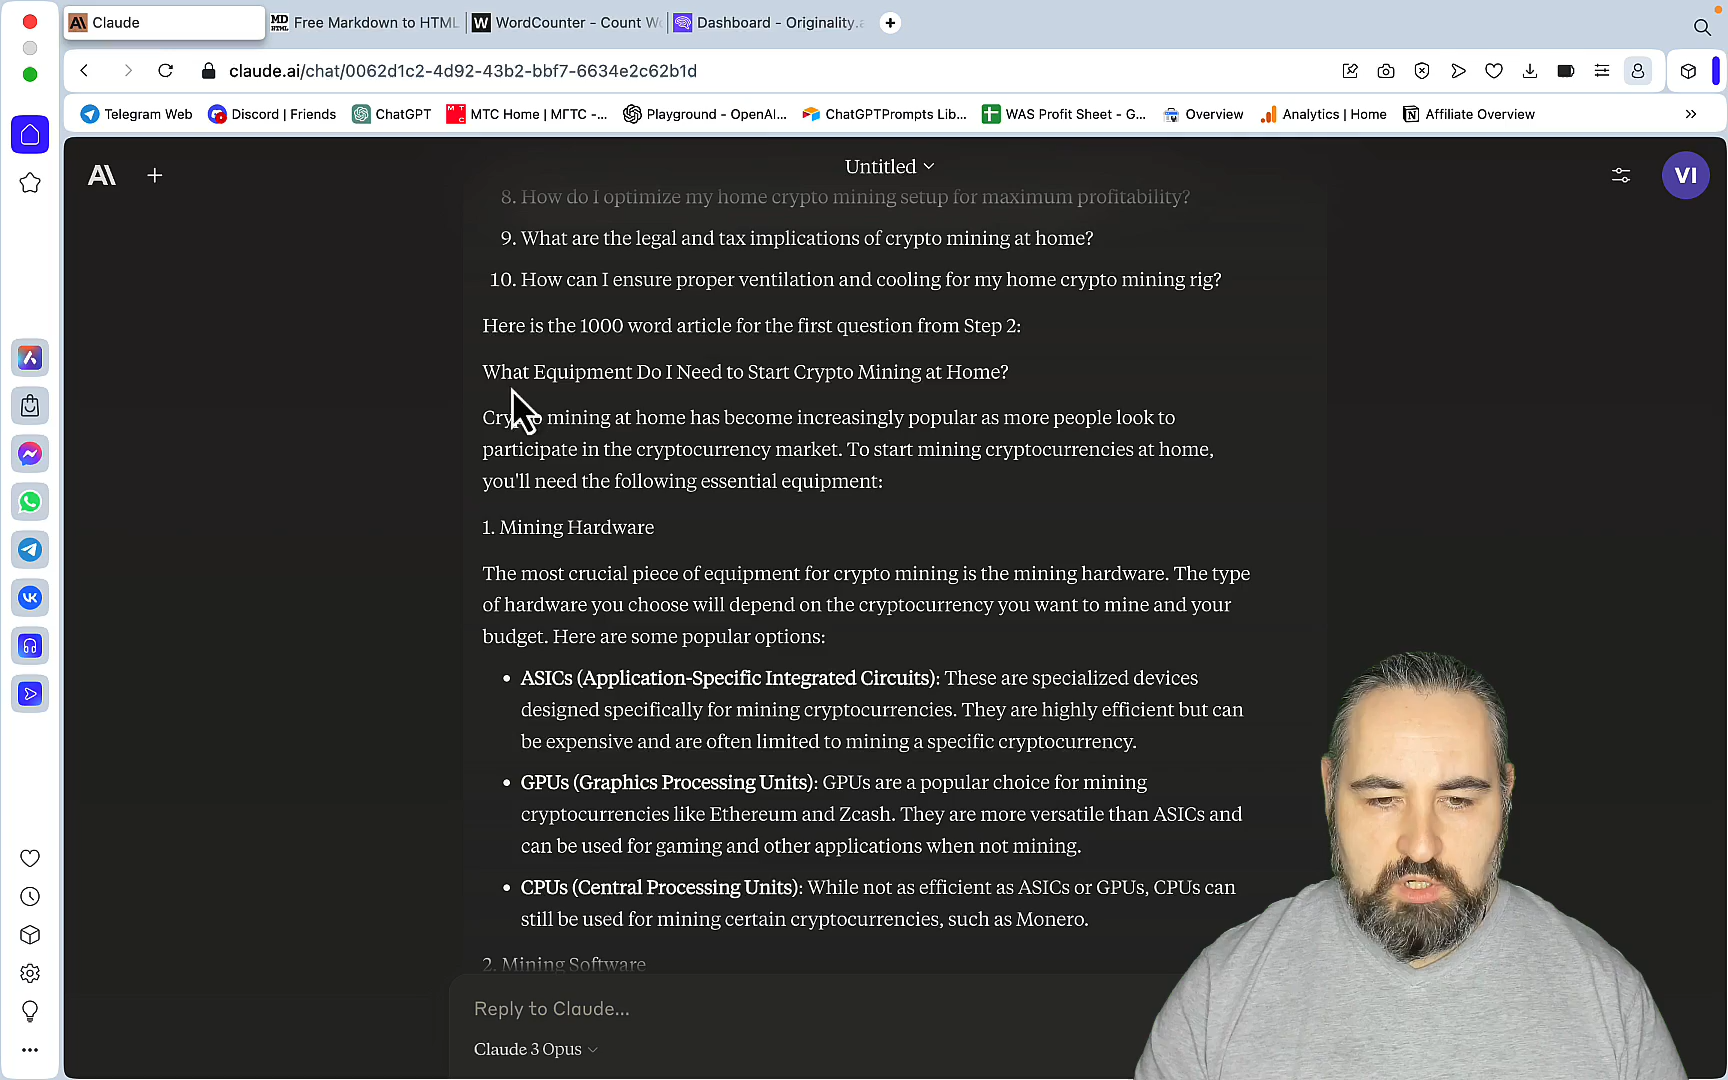 Claude
MD HTML Free Markdown to HTML
W WordCounter - Count Wo
Dashboard - Originality.a
claude.ai/chat/0062d1c2-4d92-43b2-bbf7-6634e2c62b1d
Telegram Web
Discord | Friends
ChatGPT
МТС Home | МГТС -...
Playground - OpenAI...
ChatGPTPrompts Lib...
WAS Profit Sheet - G...
Overview
Analytics | Home
Affiliate Overview
Untitled
VI
8. How do I optimize my home crypto mining setup for maximum profitability?
9. What are the legal and tax implications of crypto mining at home?
10. How can I ensure proper ventilation and cooling for my home crypto mining rig?
Here is the 1000 word article for the first question from Step 2:
What Equipment Do I Need to Start Crypto Mining at Home?
Crypto mining at home has become increasingly popular as more people look to
participate in the cryptocurrency market. To start mining cryptocurrencies at home,
you'll need the following essential equipment:
1. Mining Hardware
The most crucial piece of equipment for crypto mining is the mining hardware. The type
of hardware you choose will depend on the cryptocurrency you want to mine and your
budget. Here are some popular options:
• ASICs (Application-Specific Integrated Circuits): These are specialized devices
designed specifically for mining cryptocurrencies. They are highly efficient but can
be expensive and are often limited to mining a specific cryptocurrency.
• GPUs (Graphics Processing Units): GPUs are a popular choice for mining
cryptocurrencies like Ethereum and Zcash. They are more versatile than ASICs and
can be used for gaming and other applications when not mining.
• CPUs (Central Processing Units): While not as efficient as ASICs or GPUs, CPUs can
still be used for mining certain cryptocurrencies, such as Monero.
2. Mining Software
Reply to Claude...
Claude 3 Opus